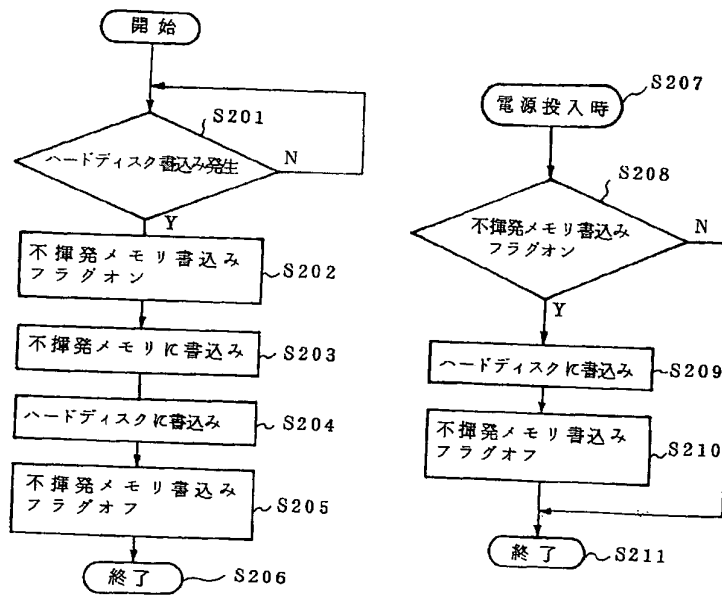 開始
S201
ハードディスク書込み発生
N
Y
不揮発メモリ書込み
フラグオン
S202
不揮発メモリに書込み
S203
ハードディスクに書込み
S204
不揮発メモリ書込み
フラグオフ
S205
終了
S206
電源投入時
S207
S208
不揮発メモリ書込み
フラグオン
N
Y
ハードディスクに書込み
S209
不揮発メモリ書込み
フラグオフ
S210
終了
S211